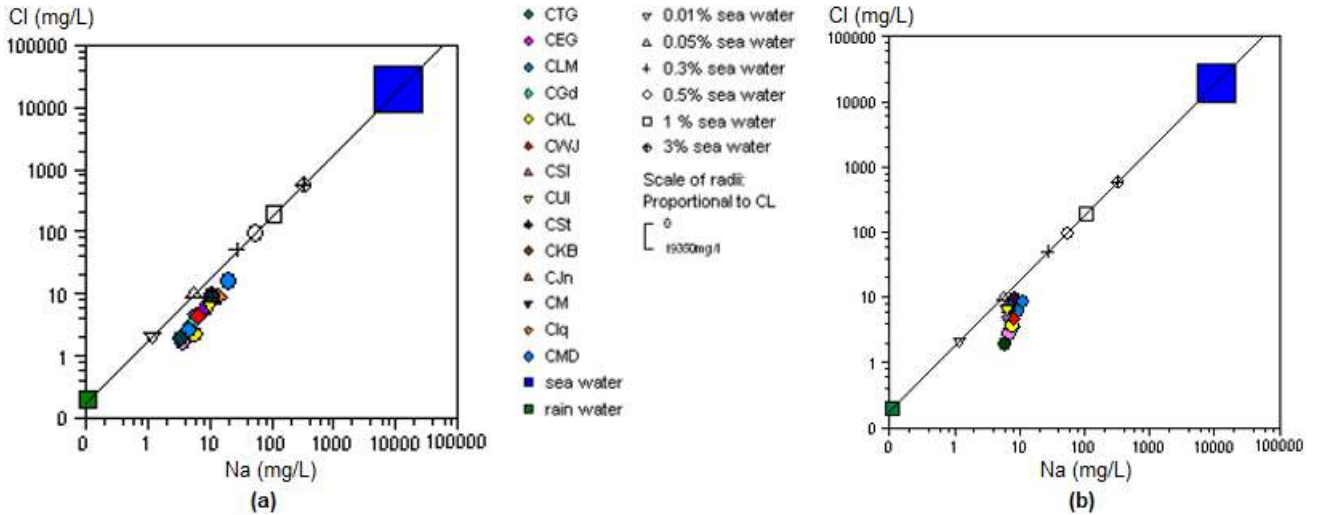 Cl (mg/L)
100000
10000
1000
100
10
1
0
0 1 10 100 1000 10000 100000
Na (mg/L)
(a)
CTG
CEG
CLM
CGd
CKL
CWJ
CSl
CUl
CSt
CKB
CJn
CM
CIq
CMD
sea water
rain water
0.01% sea water
0.05% sea water
0.3% sea water
0.5% sea water
1 % sea water
3% sea water
Scale of radii:
Proportional to CL
0
19350mg/l
Cl (mg/L)
100000
10000
1000
100
10
1
0
0 1 10 100 1000 10000 100000
Na (mg/L)
(b)